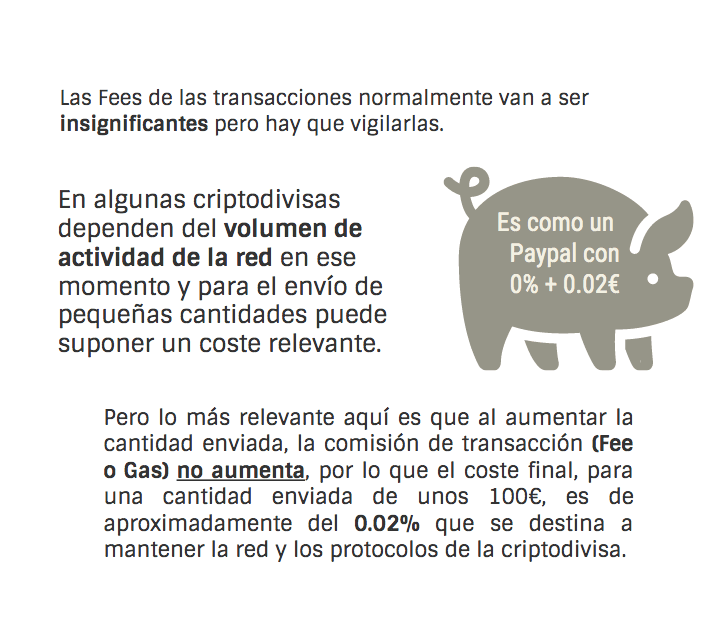 Las Fees de las transacciones normalmente van a ser
insignificantes pero hay que vigilarlas.
En algunas criptodivisas
dependen del volumen de
actividad de la red en ese
momento y para el envío de
pequeñas cantidades puede
suponer un coste relevante.
Es como un
Paypal con
0% + 0.02€
Pero lo más relevante aquí es que al aumentar la
cantidad enviada, la comisión de transacción (Fee
o Gas) no aumenta, por lo que el coste final, para
una cantidad enviada de unos 100€, es de
aproximadamente del 0.02% que se destina a
mantener la red y los protocolos de la criptodivisa.